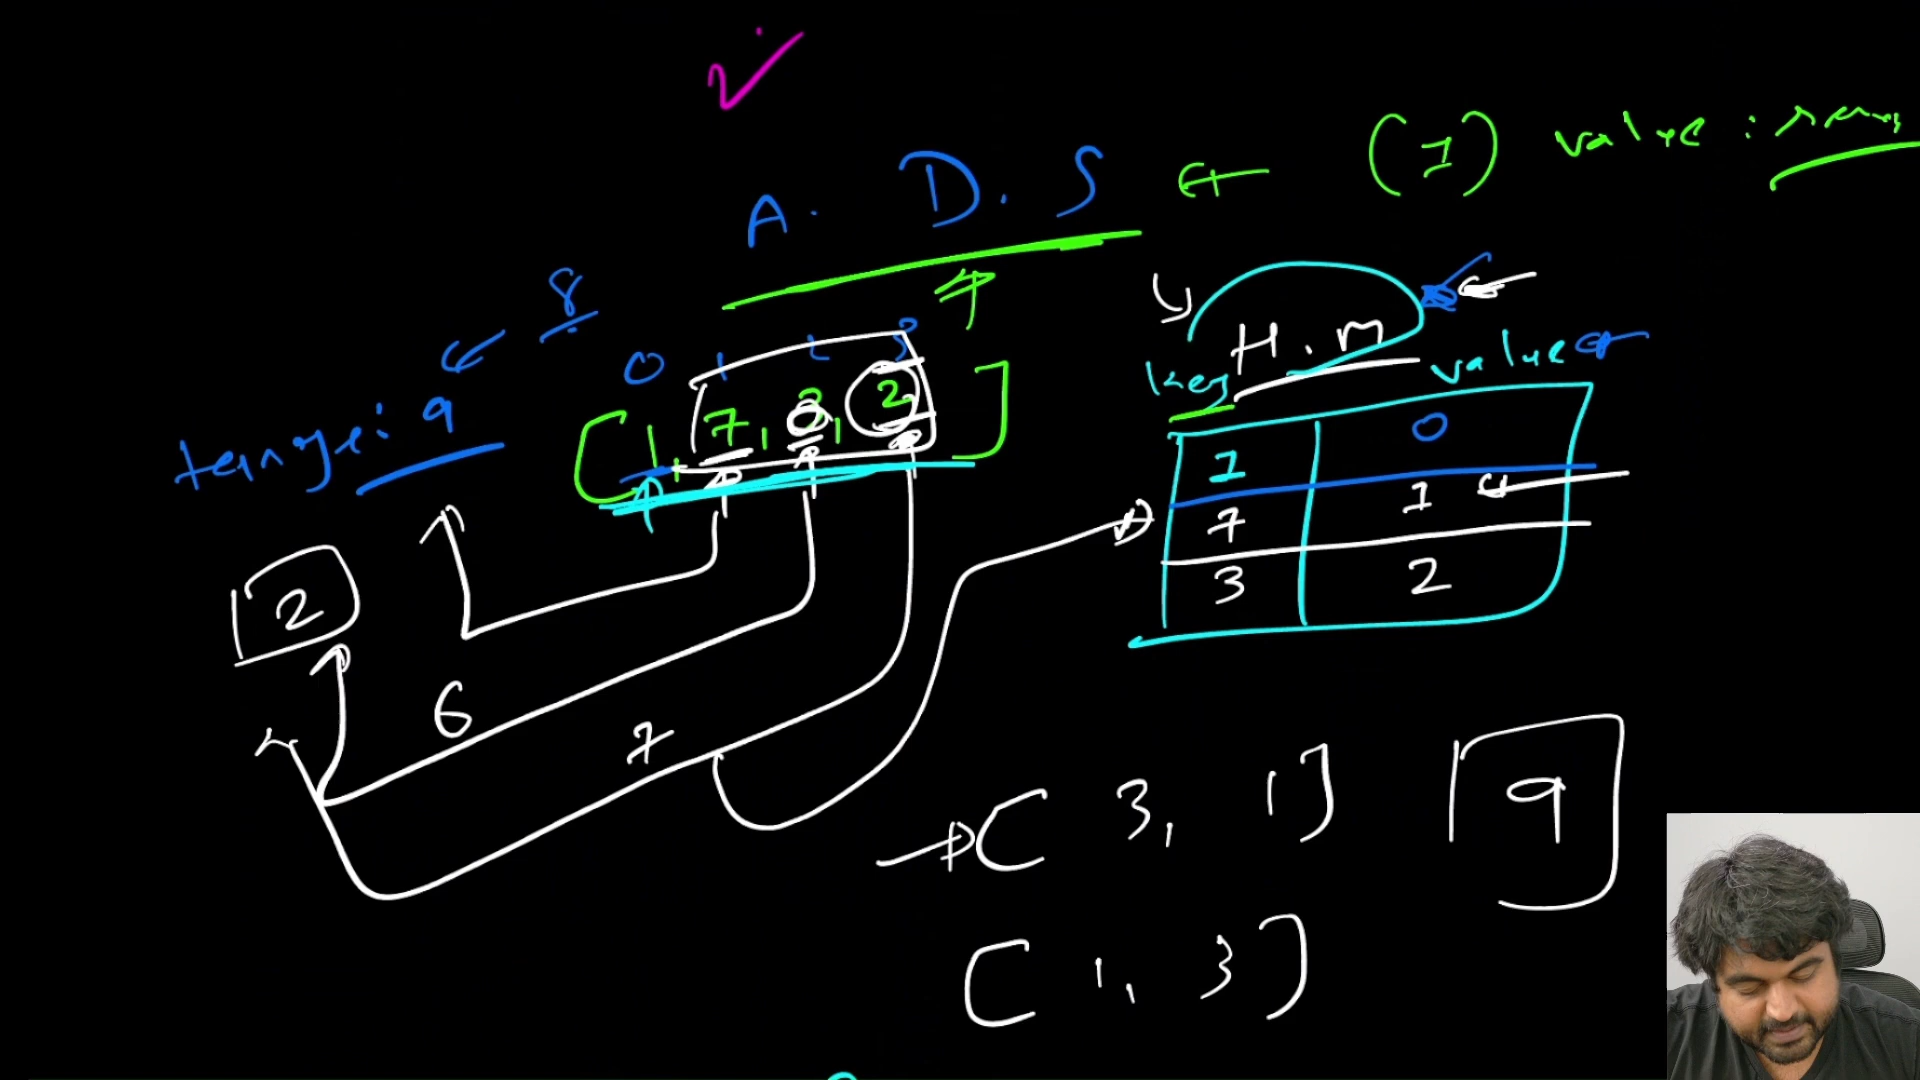 A. D. S ← (1) value :
8
0 1 2 3
H.M
key value
target: 9
[1, 7, 3, 2]
1 0
7 1
3 2
2
6
7
[ 3, 1] 9
[ 1, 3]